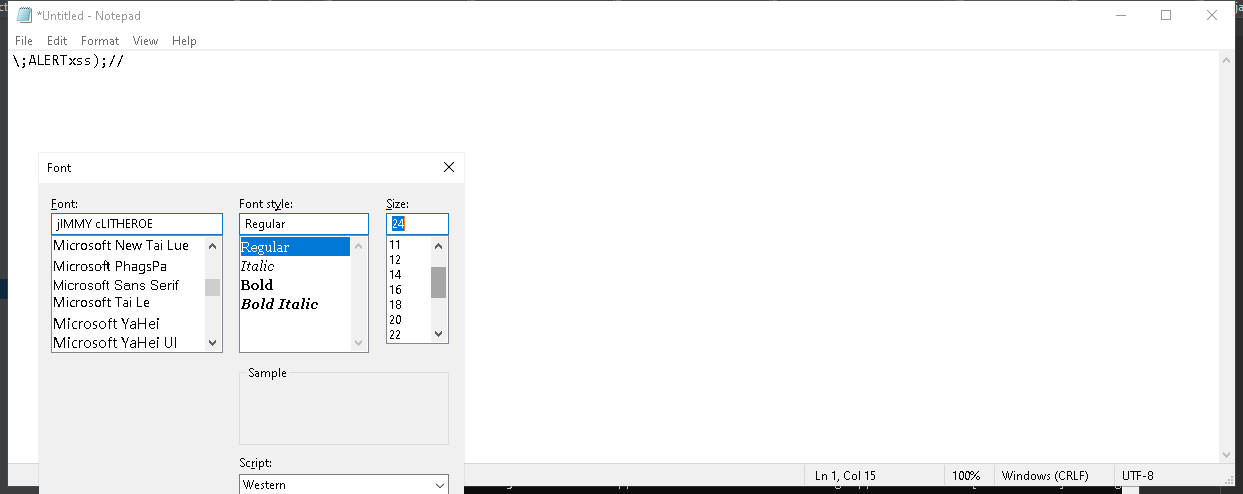 *Untitled - Notepad
File Edit Format View Help
\;ALERTxss);//
Font
Font: Font style: Size:
jIMMY cLITHEROE Regular 24
Microsoft New Tai Lue
Microsoft PhagsPa
Microsoft Sans Serif
Microsoft Tai Le
Microsoft YaHei
Microsoft YaHei UI
Regular
Italic
Bold
Bold Italic
11
12
14
16
18
20
22
Sample
Script:
Western
Ln 1, Col 15 100% Windows (CRLF) UTF-8